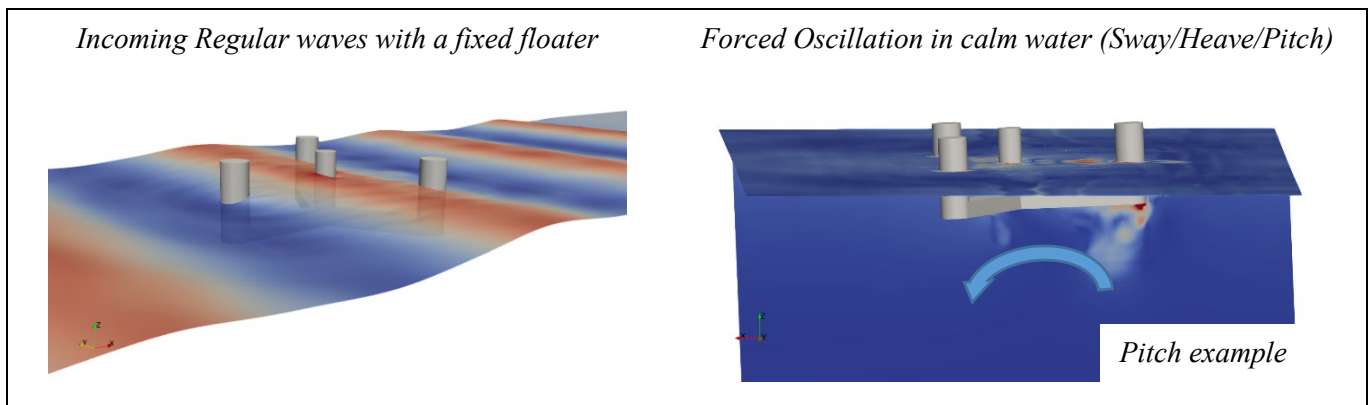 Incoming Regular waves with a fixed floater
Forced Oscillation in calm water (Sway/Heave/Pitch)
Pitch example